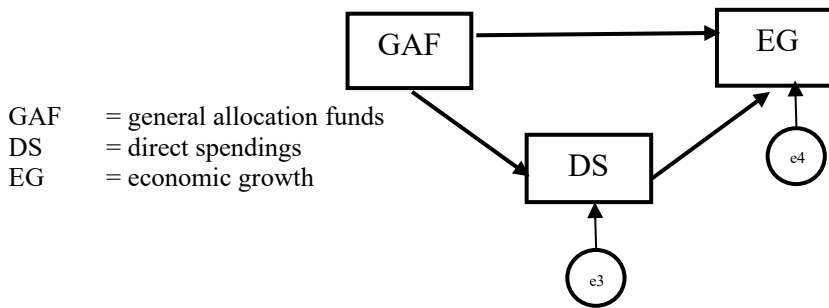 GAF
EG
GAF = general allocation funds
DS = direct spendings
EG = economic growth
DS
e4
e3